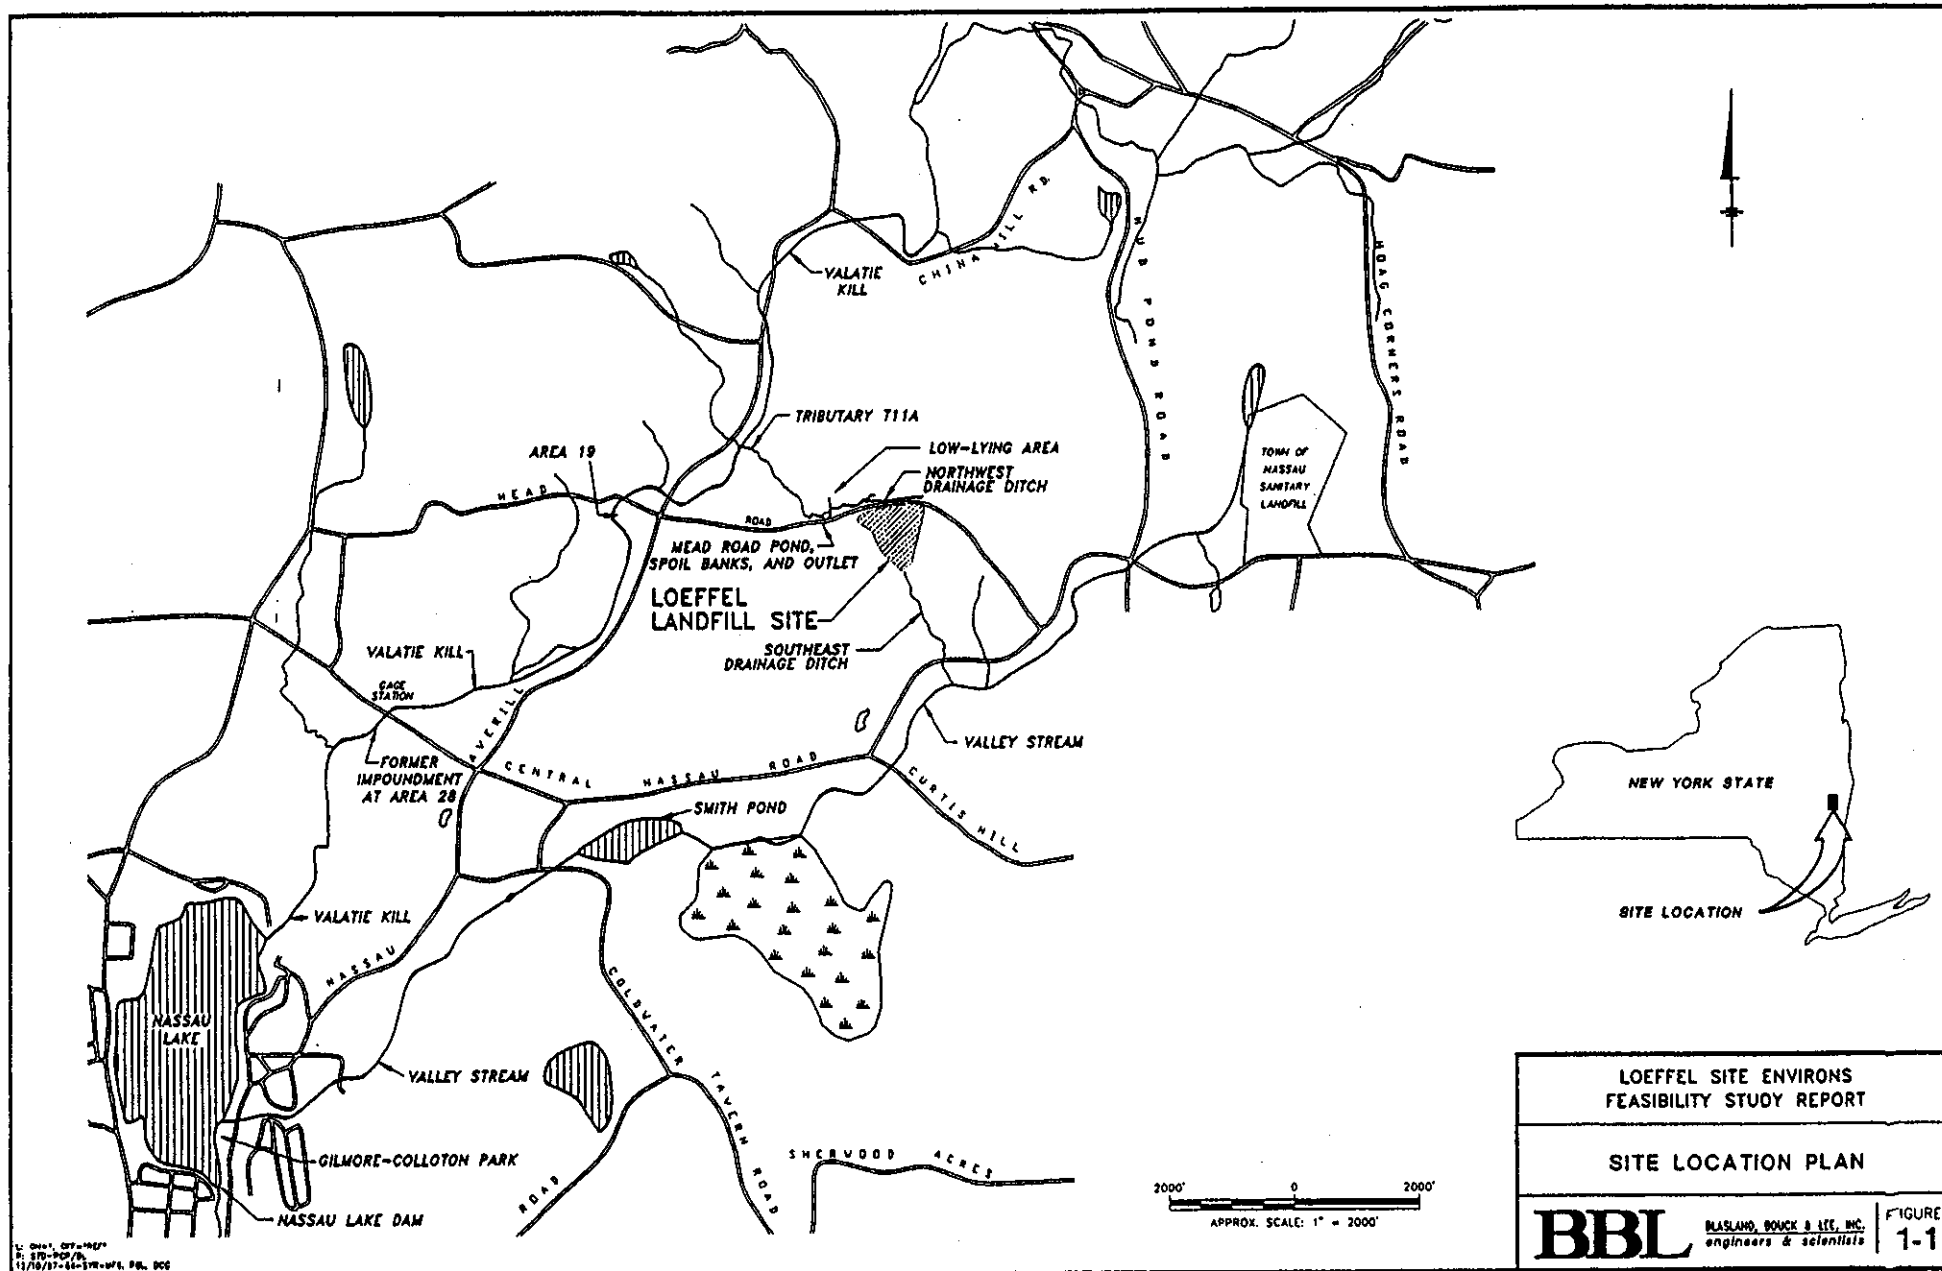 CHINA HILL RD.
VALATIE
KILL
HUB POND ROAD
HOAG CORNERS ROAD
TRIBUTARY T11A
AREA 19
LOW-LYING AREA
NORTHWEST
DRAINAGE DITCH
TOWN OF
NASSAU
SANITARY
LANDFILL
MEAD
ROAD
MEAD ROAD POND,
SPOIL BANKS, AND OUTLET
LOEFFEL
LANDFILL SITE
SOUTHEAST
DRAINAGE DITCH
VALATIE KILL
GAGE
STATION
AVERILL
VALLEY STREAM
FORMER
IMPOUNDMENT
AT AREA 28
CENTRAL NASSAU ROAD
CURTIS HILL
SMITH POND
NEW YORK STATE
SITE LOCATION
VALATIE KILL
NASSAU
COLDWATER TAVERN ROAD
NASSAU
LAKE
VALLEY STREAM
GILMORE-COLLOTON PARK
SHERWOOD ACRES
ROAD
NASSAU LAKE DAM
2000' 0 2000'
APPROX. SCALE: 1" = 2000'
LOEFFEL SITE ENVIRONS
FEASIBILITY STUDY REPORT
SITE LOCATION PLAN
BBL
BLASLAND, BOUCK & LEE, INC.
engineers & scientists
FIGURE
1-1